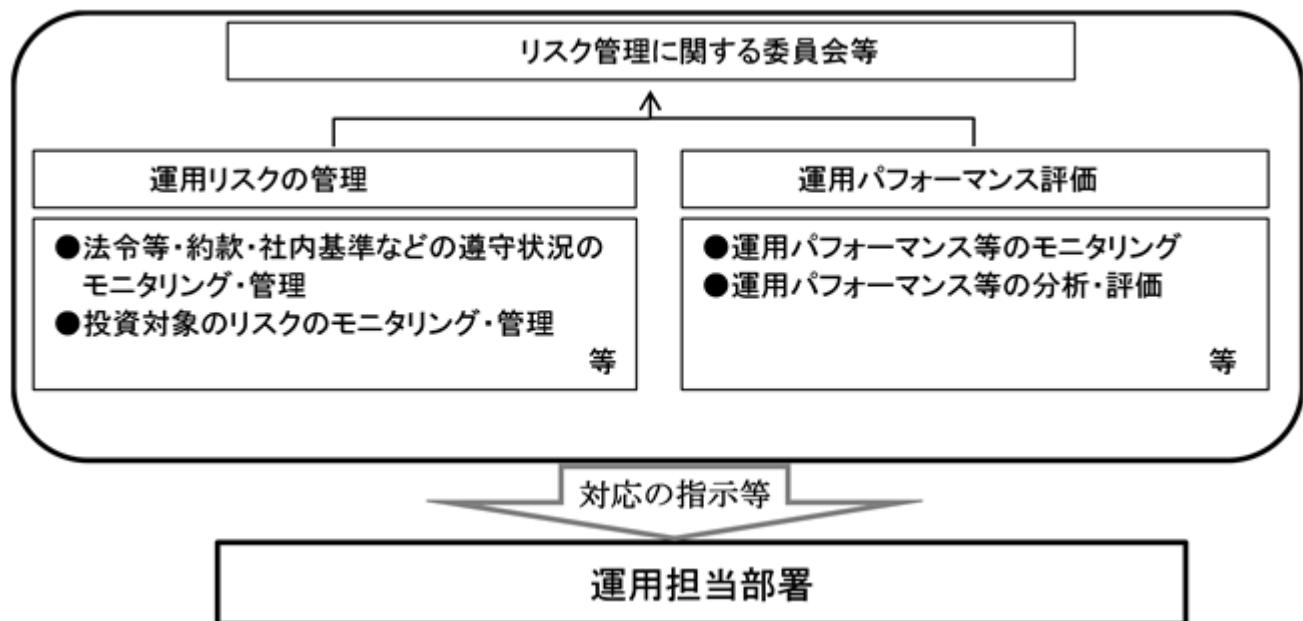 リスク管理に関する委員会等
運用リスクの管理
●法令等・約款・社内基準などの遵守状況の
モニタリング・管理
●投資対象のリスクのモニタリング・管理
等
運用パフォーマンス評価
●運用パフォーマンス等のモニタリング
●運用パフォーマンス等の分析・評価
等
対応の指示等
運用担当部署